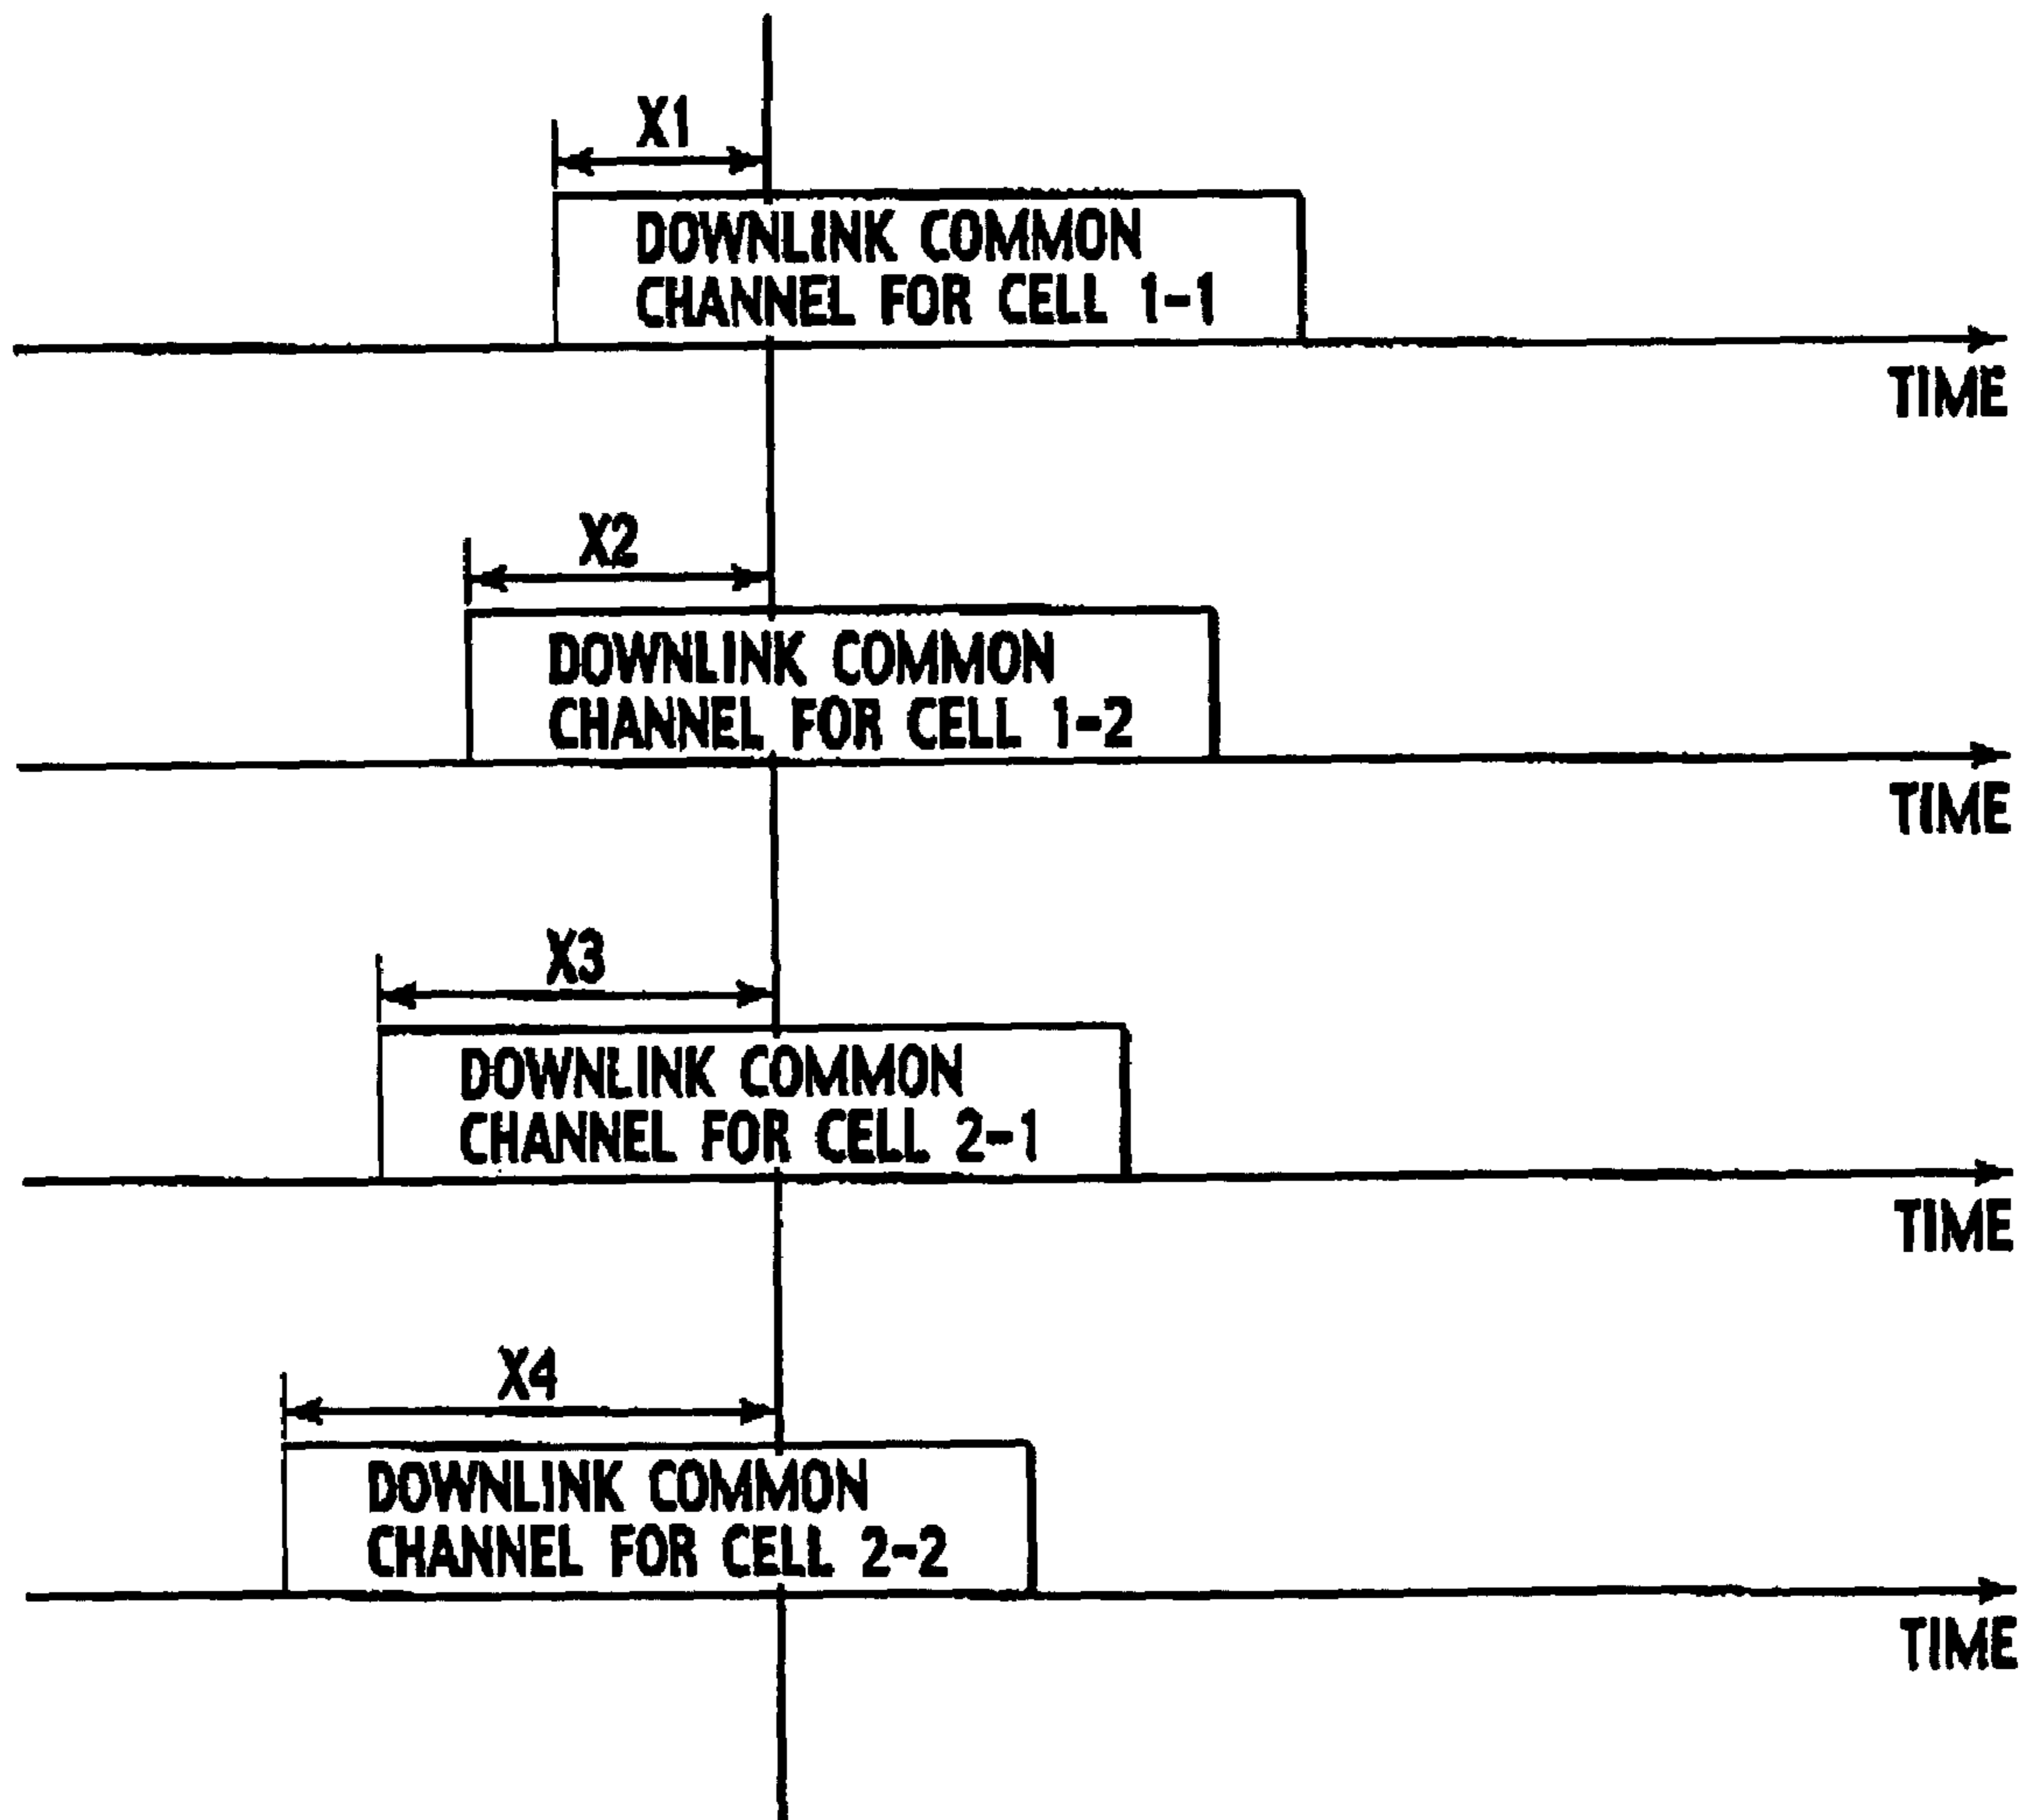 X1
DOWNLINK COMMON
CHANNEL FOR CELL 1-1
TIME
X2
DOWNLINK COMMON
CHANNEL FOR CELL 1-2
TIME
X3
DOWNLINK COMMON
CHANNEL FOR CELL 2-1
TIME
X4
DOWNLINK COMMON
CHANNEL FOR CELL 2-2
TIME